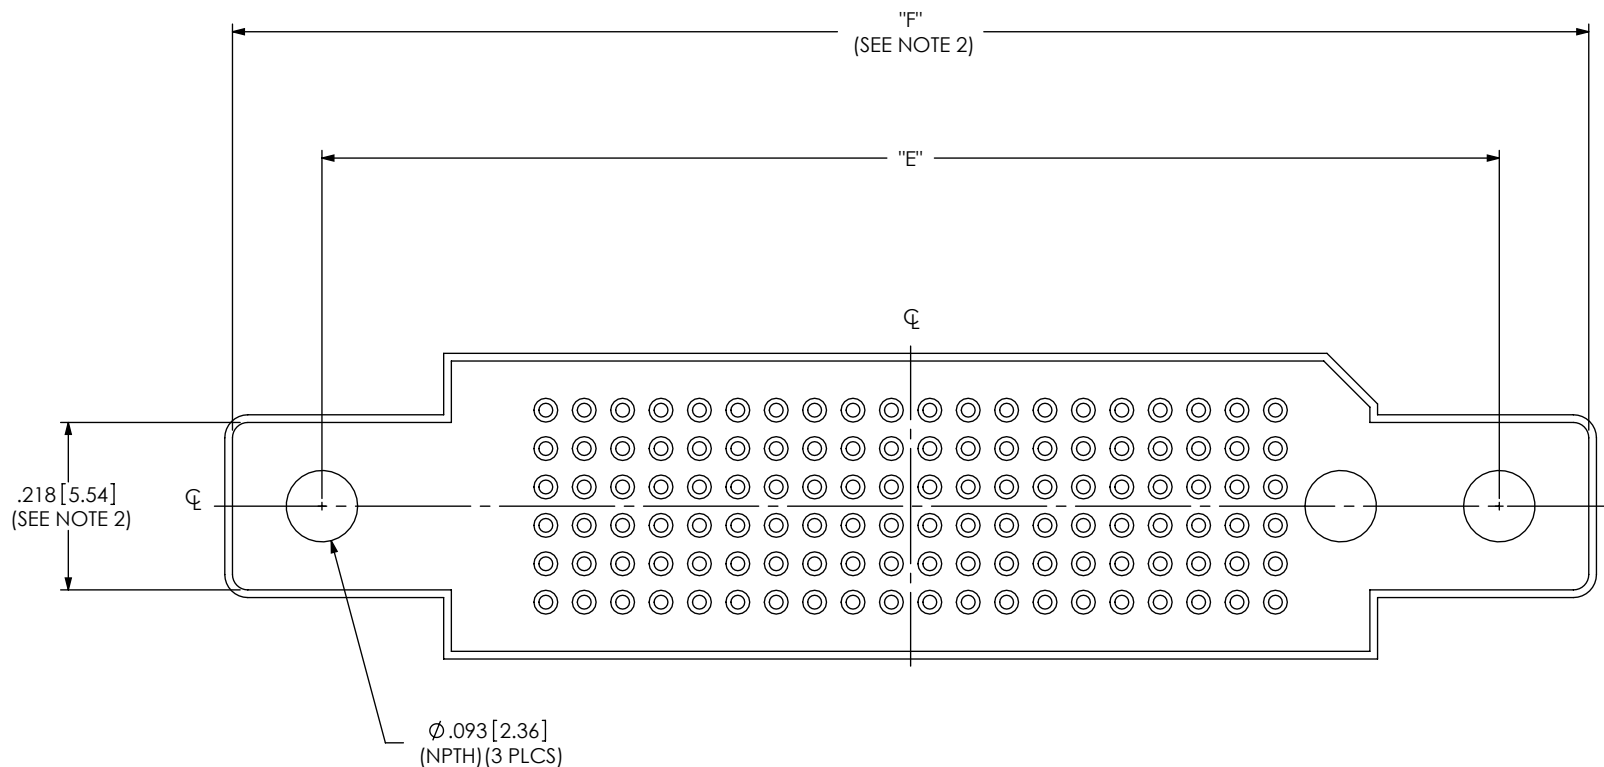 "F"
(SEE NOTE 2)
"E"
℄
℄
.218 [5.54]
(SEE NOTE 2)
Ø .093 [2.36]
(NPTH) (3 PLCS)